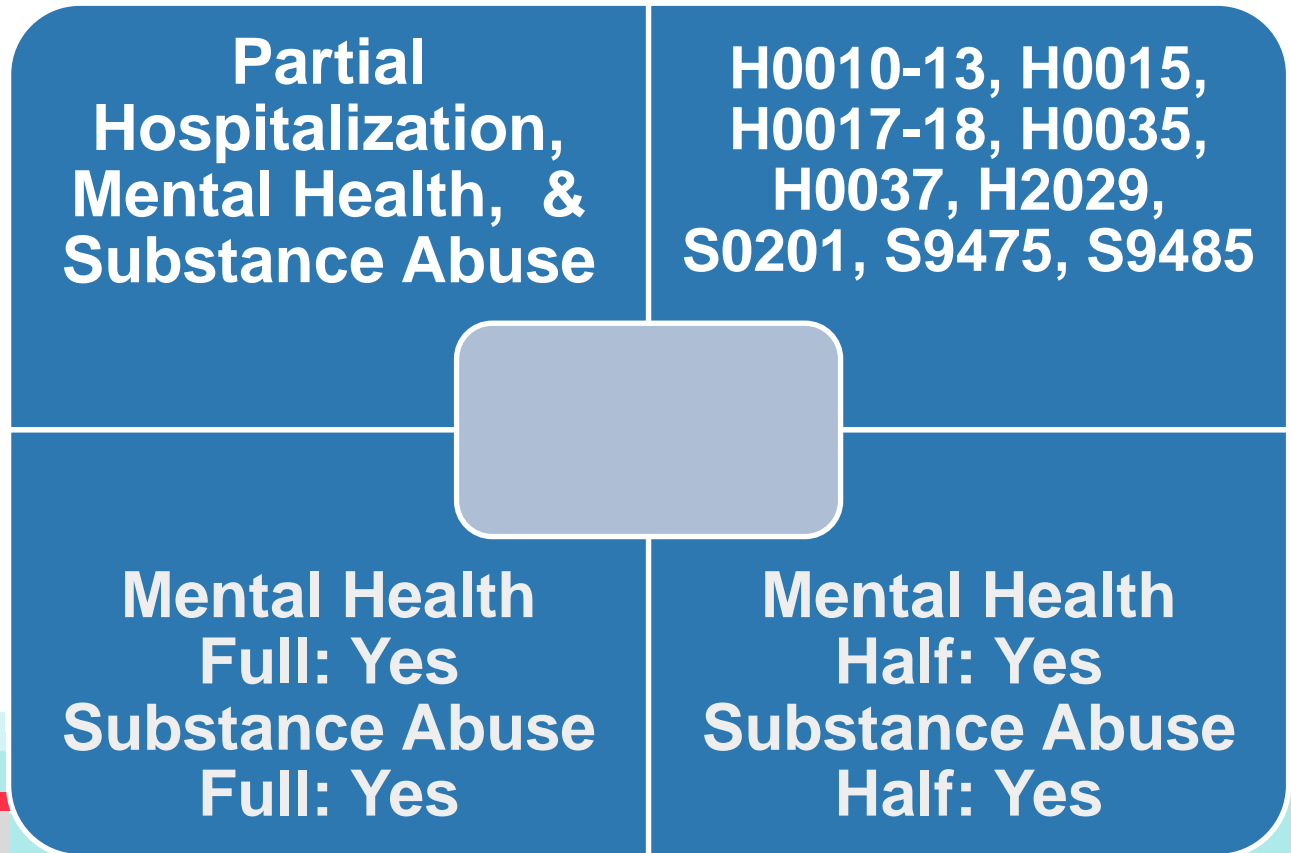 Partial
Hospitalization,
Mental Health, &
Substance Abuse
H0010-13, H0015,
H0017-18, H0035,
H0037, H2029,
S0201, S9475, S9485
Mental Health
Full: Yes
Substance Abuse
Full: Yes
Mental Health
Half: Yes
Substance Abuse
Half: Yes